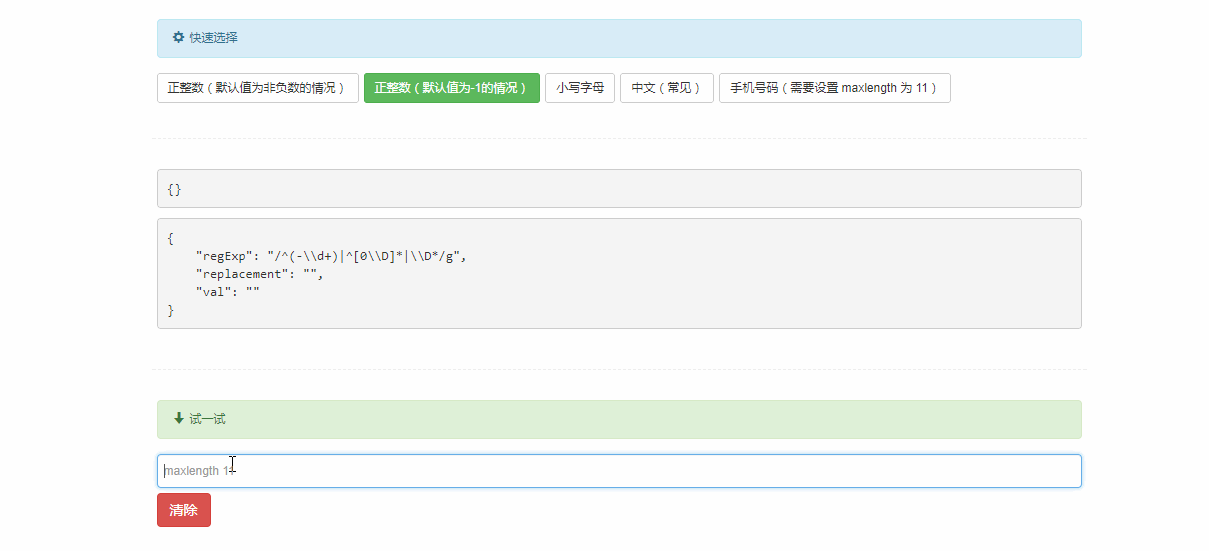 快速选择
正整数（默认值为非负数的情况） 正整数（默认值为-1的情况） 小写字母 中文（常见） 手机号码（需要设置 maxlength 为 11）
{}
{
    "regExp": "/^(-\\d+)|^[0\\D]*|\\D*/g",
    "replacement": "",
    "val": ""
}
试一试
maxlength 11
清除